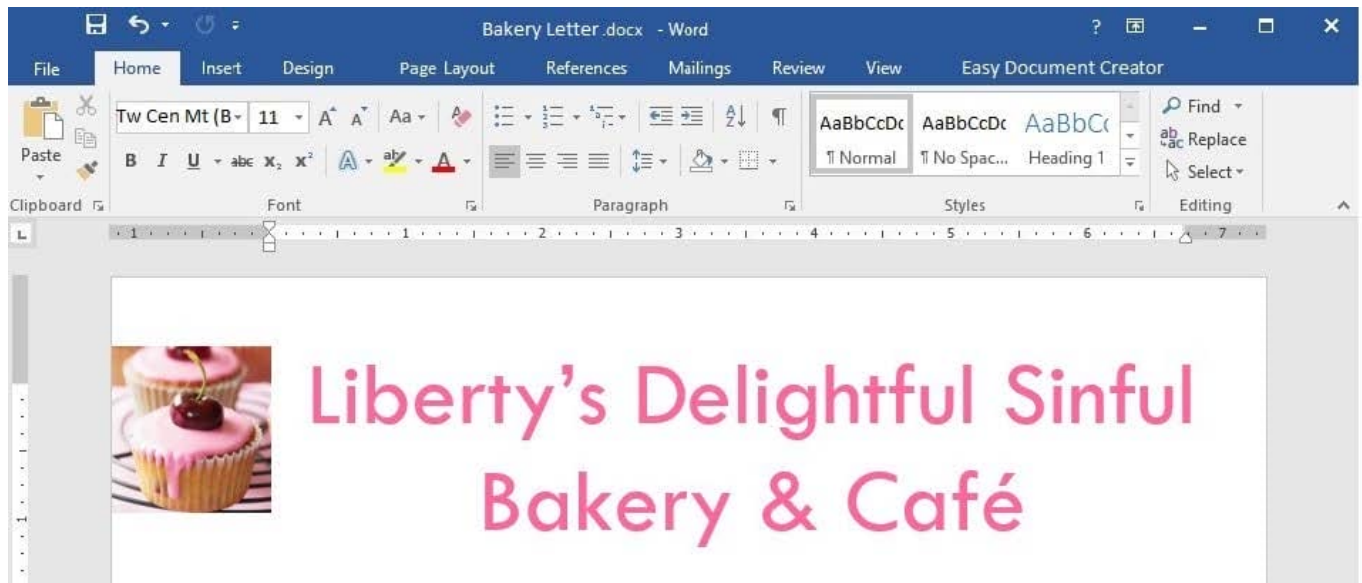 Bakery Letter .docx - Word ?
File Home Insert Design Page Layout References Mailings Review View Easy Document Creator
Tw Cen Mt (B 11 A A Aa AaBbCcDc AaBbCcDc AaBbCc Find
Paste B I U abc X₂ X² A aby A ¶ Normal ¶ No Spac... Heading 1 Replace
Select
Clipboard Font Paragraph Styles Editing
L 1 1 2 3 4 5 6 7
Liberty’s Delightful Sinful
Bakery & Café
1